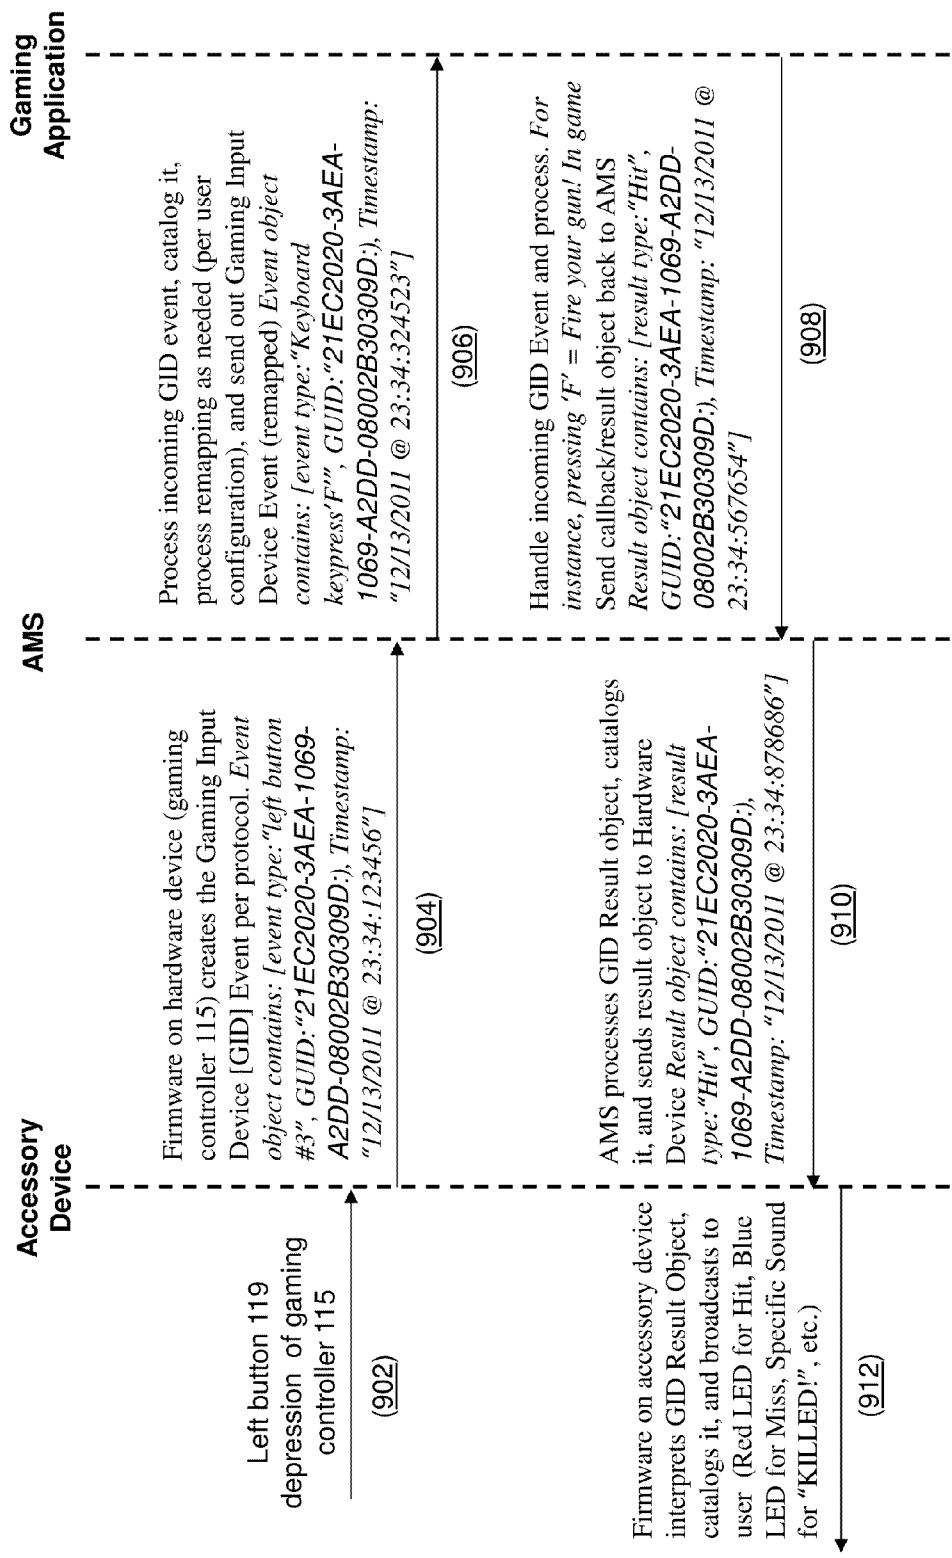 Accessory
Device
AMS
Gaming
Application
Left button 119
depression of gaming
controller 115
(902)
Firmware on hardware device (gaming
controller 115) creates the Gaming Input
Device [GID] Event per protocol. Event
object contains: [event type:"left button
#3", GUID:"21EC2020-3AEA-1069-
A2DD-08002B30309D:), Timestamp:
"12/13/2011 @ 23:34:123456"]
(904)
Process incoming GID event, catalog it,
process remapping as needed (per user
configuration), and send out Gaming Input
Device Event (remapped) Event object
contains: [event type:"Keyboard
keypress'F'", GUID:"21EC2020-3AEA-
1069-A2DD-08002B30309D:), Timestamp:
"12/13/2011 @ 23:34:324523"]
(906)
Handle incoming GID Event and process. For
instance, pressing 'F' = Fire your gun! In game
Send callback/result object back to AMS
Result object contains: [result type:"Hit",
GUID:"21EC2020-3AEA-1069-A2DD-
08002B30309D:), Timestamp: "12/13/2011 @
23:34:567654"]
(908)
AMS processes GID Result object, catalogs
it, and sends result object to Hardware
Device Result object contains: [result
type:"Hit", GUID:"21EC2020-3AEA-
1069-A2DD-08002B30309D:),
Timestamp: "12/13/2011 @ 23:34:878686"]
(910)
Firmware on accessory device
interprets GID Result Object,
catalogs it, and broadcasts to
user (Red LED for Hit, Blue
LED for Miss, Specific Sound
for "KILLED!", etc.)
(912)